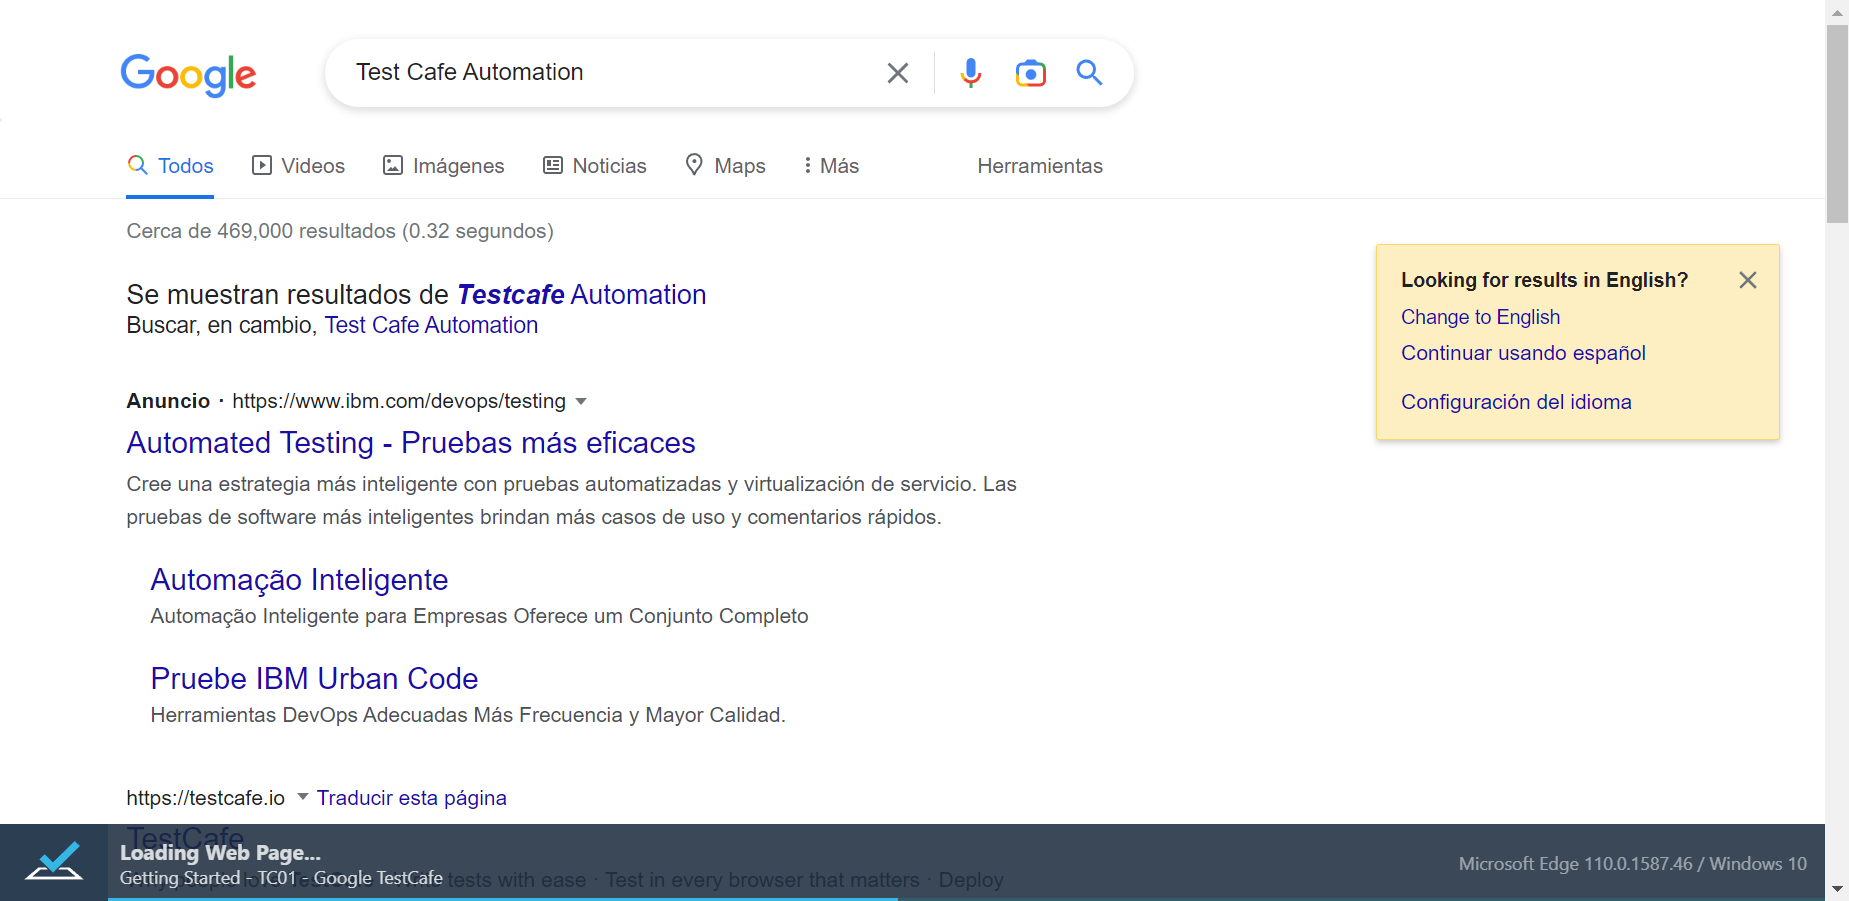 Google
Test Cafe Automation
Todos
Videos
Imágenes
Noticias
Maps
Más
Herramientas
Cerca de 469,000 resultados (0.32 segundos)
Se muestran resultados de Testcafe Automation
Buscar, en cambio, Test Cafe Automation
Looking for results in English?
Change to English
Continuar usando español
Configuración del idioma
Anuncio · https://www.ibm.com/devops/testing
Automated Testing - Pruebas más eficaces
Cree una estrategia más inteligente con pruebas automatizadas y virtualización de servicio. Las
pruebas de software más inteligentes brindan más casos de uso y comentarios rápidos.
Automação Inteligente
Automação Inteligente para Empresas Oferece um Conjunto Completo
Pruebe IBM Urban Code
Herramientas DevOps Adecuadas Más Frecuencia y Mayor Calidad.
https://testcafe.io Traducir esta página
TestCafe
Loading Web Page...
Getting Started - TC01 - Google TestCafe
tests with ease · Test in every browser that matters · Deploy
Microsoft Edge 110.0.1587.46 / Windows 10